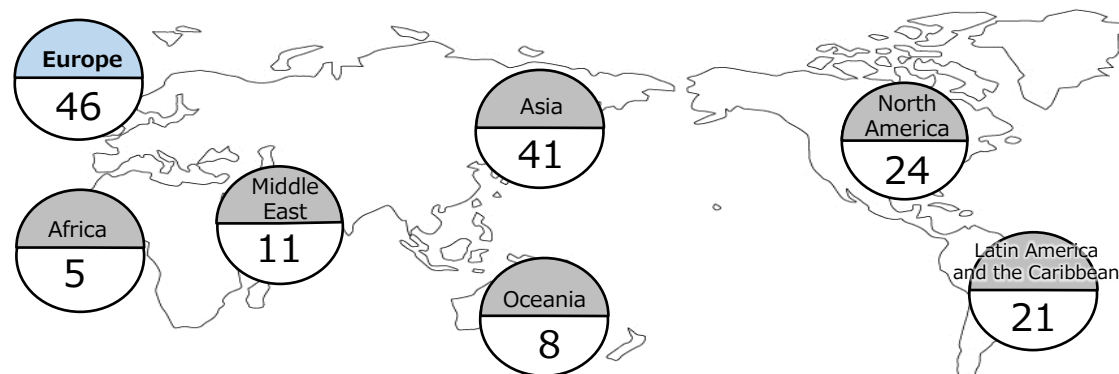 Europe
46
Asia
41
North
America
24
Middle
East
11
Africa
5
Latin America
and the Caribbean
21
Oceania
8